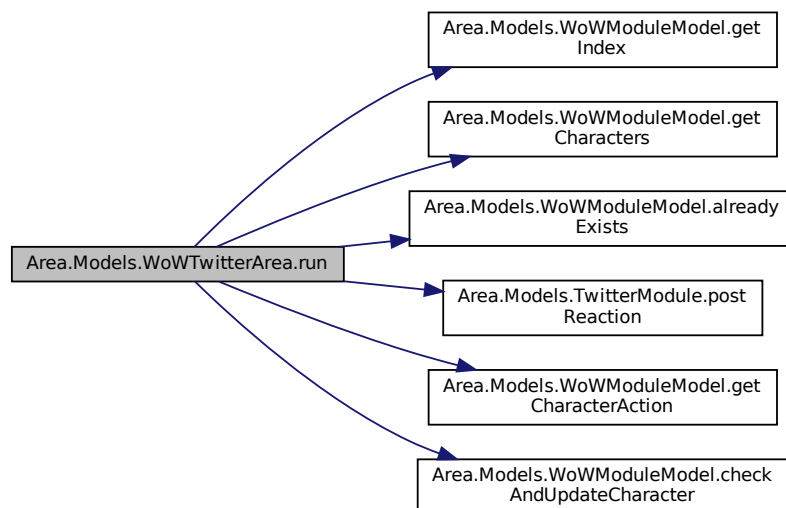 Area.Models.WoWModuleModel.get
Index
Area.Models.WoWModuleModel.get
Characters
Area.Models.WoWModuleModel.already
Exists
Area.Models.WoWTwitterArea.run
Area.Models.TwitterModule.post
Reaction
Area.Models.WoWModuleModel.get
CharacterAction
Area.Models.WoWModuleModel.check
AndUpdateCharacter